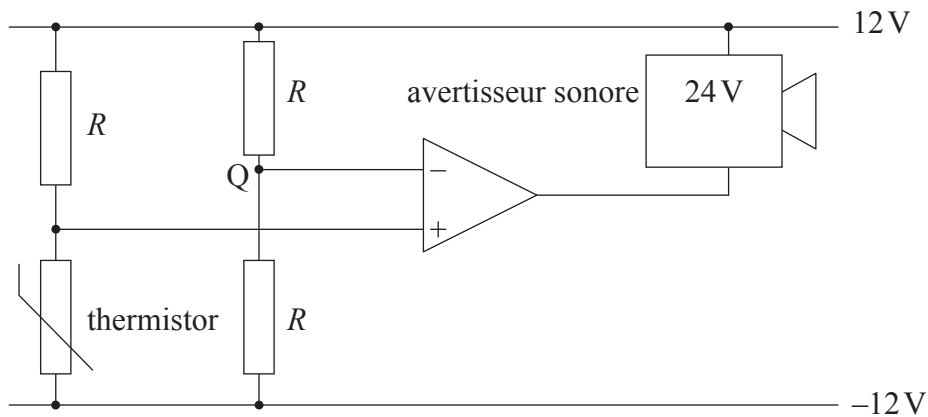 12 V
R
R
avertisseur sonore
24 V
Q
−
+
thermistor
R
−12 V